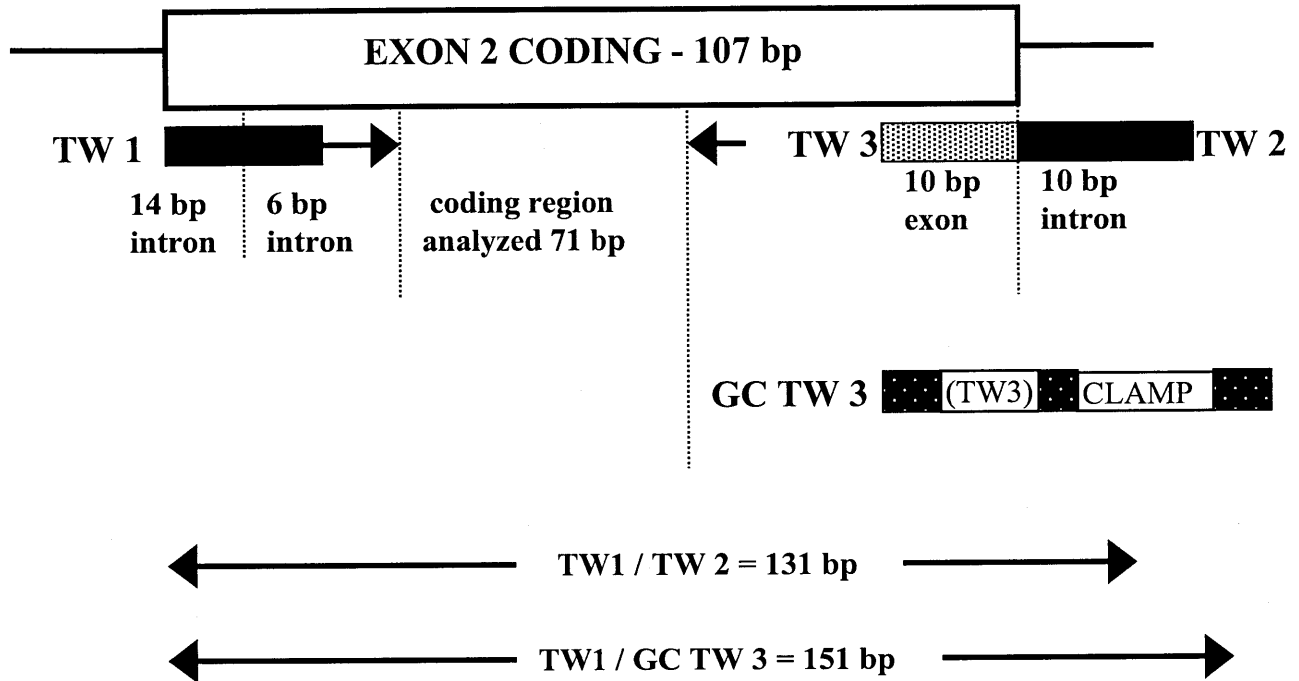 EXON 2 CODING - 107 bp
TW 1
TW 3
TW 2
14 bp
intron
6 bp
intron
coding region
analyzed 71 bp
10 bp
exon
10 bp
intron
GC TW 3
(TW3)
CLAMP
TW1 / TW 2 = 131 bp
TW1 / GC TW 3 = 151 bp